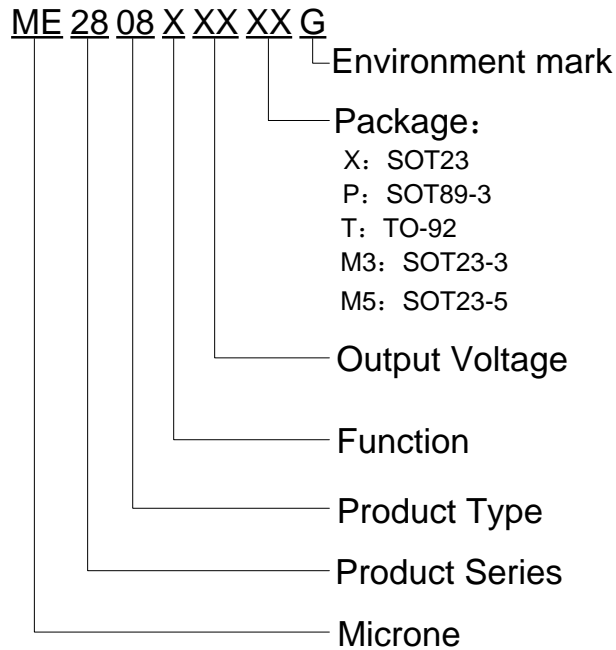 ME 28 08 X XX XX G
Environment mark
Package：
X：SOT23
P：SOT89-3
T：TO-92
M3：SOT23-3
M5：SOT23-5
Output Voltage
Function
Product Type
Product Series
Microne